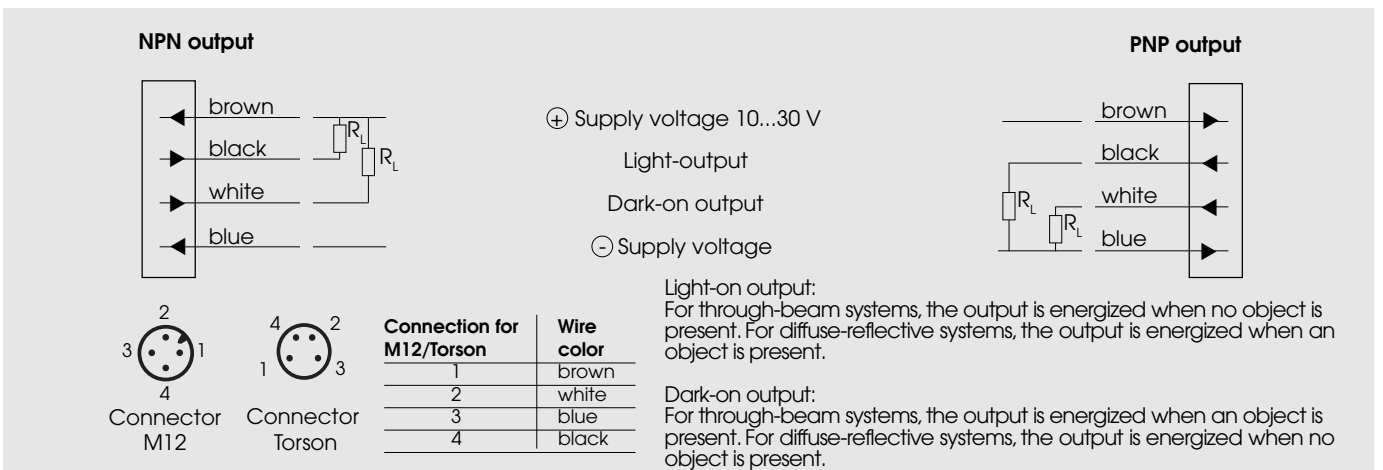 NPN output
PNP output
brown
black
white
blue
R_L
R_L
+ Supply voltage 10...30 V
Light-output
Dark-on output
- Supply voltage
brown
black
white
blue
R_L
R_L
2
3
1
4
Connector
M12
4
2
1
3
Connector
Torson
Connection for M12/Torson | Wire color
1 brown
2 white
3 blue
4 black
Light-on output:
For through-beam systems, the output is energized when no object is
present. For diffuse-reflective systems, the output is energized when an
object is present.
Dark-on output:
For through-beam systems, the output is energized when an object is
present. For diffuse-reflective systems, the output is energized when no
object is present.